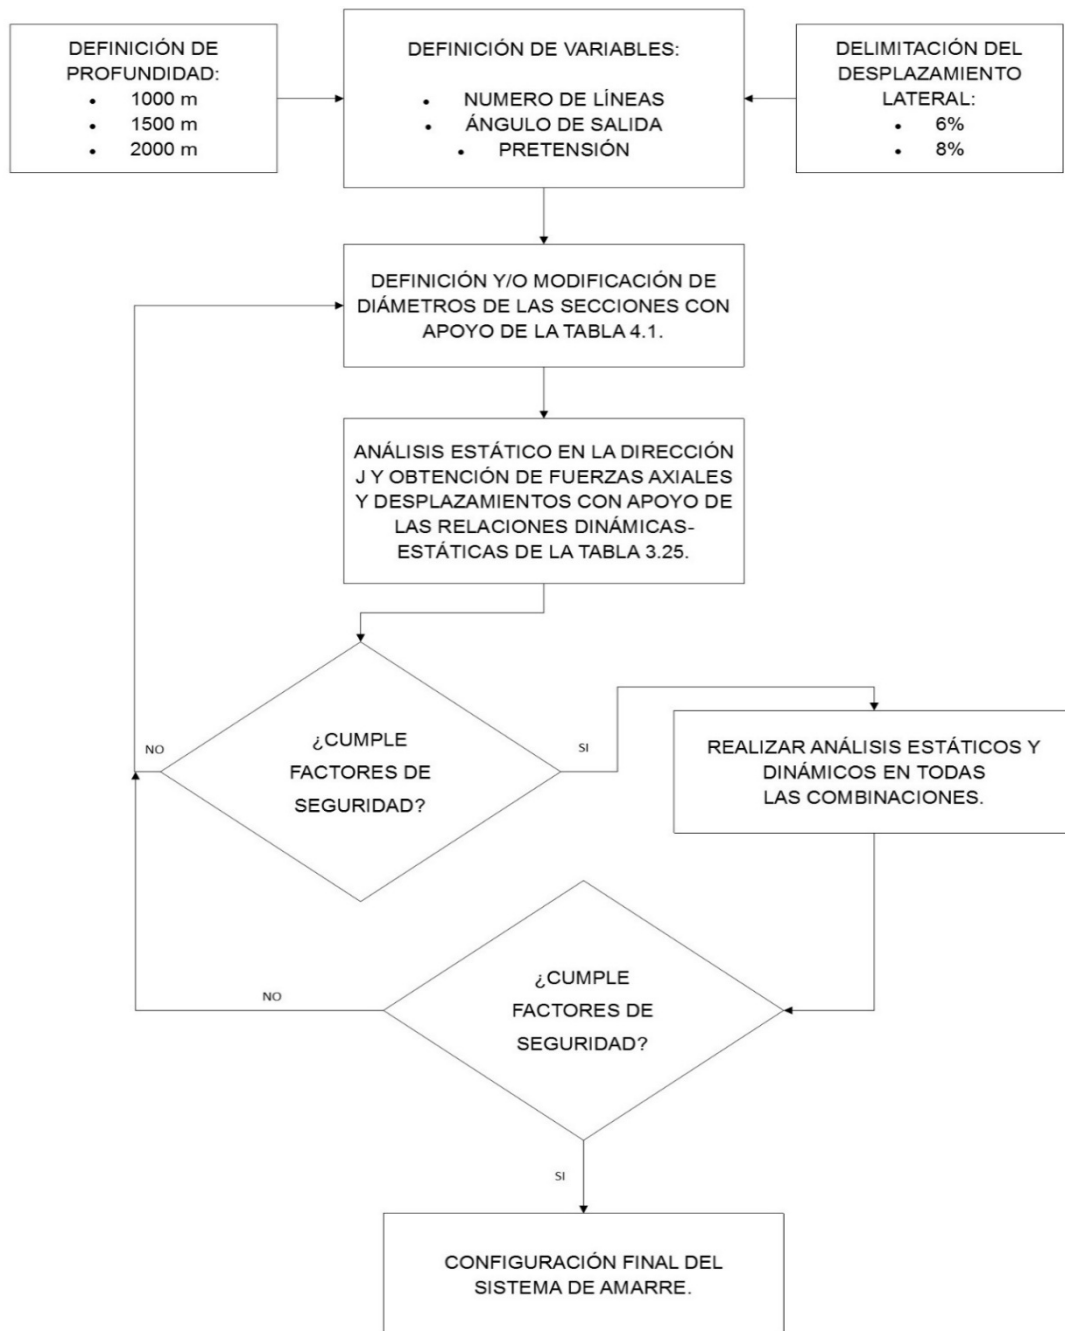 DEFINICIÓN DE
PROFUNDIDAD:
• 1000 m
• 1500 m
• 2000 m
DEFINICIÓN DE VARIABLES:
• NUMERO DE LÍNEAS
• ÁNGULO DE SALIDA
• PRETENSIÓN
DELIMITACIÓN DEL
DESPLAZAMIENTO
LATERAL:
• 6%
• 8%
DEFINICIÓN Y/O MODIFICACIÓN DE
DIÁMETROS DE LAS SECCIONES CON
APOYO DE LA TABLA 4.1.
ANÁLISIS ESTÁTICO EN LA DIRECCIÓN
J Y OBTENCIÓN DE FUERZAS AXIALES
Y DESPLAZAMIENTOS CON APOYO DE
LAS RELACIONES DINÁMICAS-
ESTÁTICAS DE LA TABLA 3.25.
¿CUMPLE
FACTORES DE
SEGURIDAD?
NO
SI
REALIZAR ANÁLISIS ESTÁTICOS Y
DINÁMICOS EN TODAS
LAS COMBINACIONES.
¿CUMPLE
FACTORES DE
SEGURIDAD?
NO
SI
CONFIGURACIÓN FINAL DEL
SISTEMA DE AMARRE.